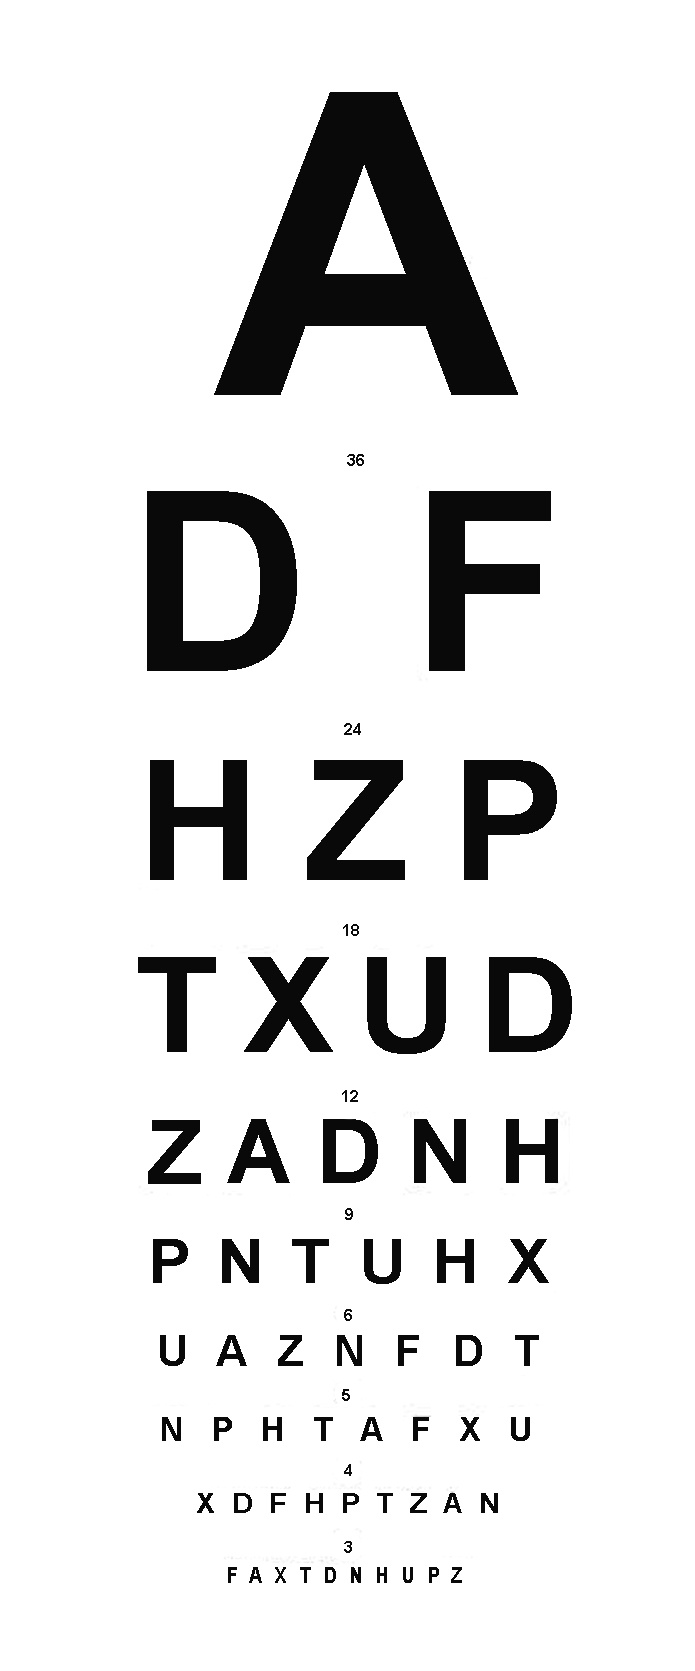 A
36
D F
24
H Z P
18
T X U D
12
Z A D N H
9
P N T U H X
6
U A Z N F D T
5
N P H T A F X U
4
X D F H P T Z A N
3
F A X T D N H U P Z